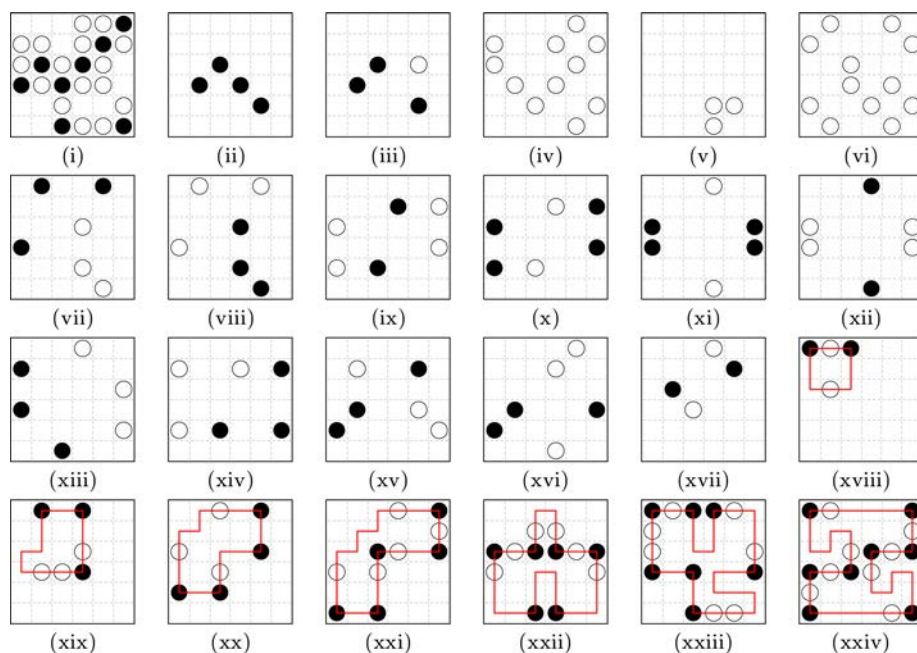 (i) (ii) (iii) (iv) (v) (vi)
(vii) (viii) (ix) (x) (xi) (xii)
(xiii) (xiv) (xv) (xvi) (xvii) (xviii)
(xix) (xx) (xxi) (xxii) (xxiii) (xxiv)